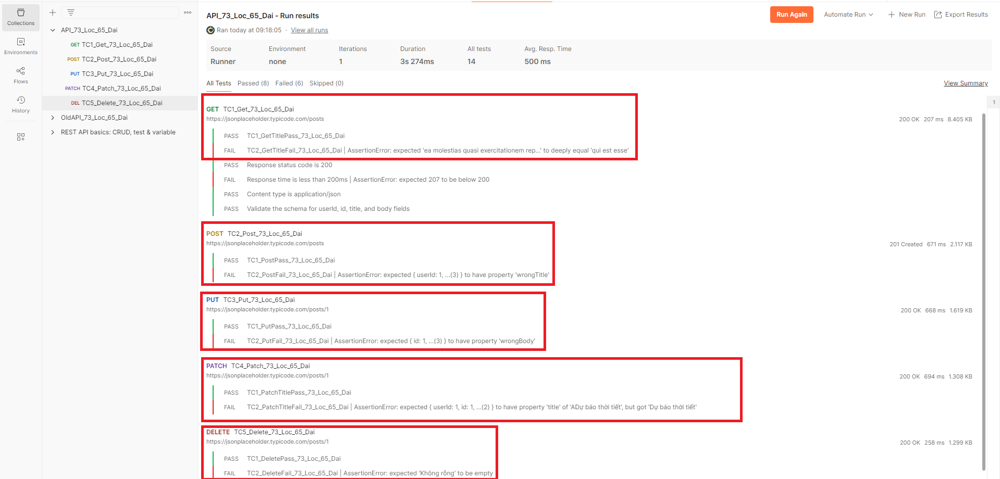 Collections
Environments
Flows
History
API_73_Loc_65_Dai
GET TC1_Get_73_Loc_65_Dai
POST TC2_Post_73_Loc_65_Dai
PUT TC3_Put_73_Loc_65_Dai
PATCH TC4_Patch_73_Loc_65_Dai
DEL TC5_Delete_73_Loc_65_Dai
OldAPI_73_Loc_65_Dai
REST API basics: CRUD, test & variable
API_73_Loc_65_Dai - Run results
Run Again Automate Run New Run Export Results
Ran today at 09:18:05 · View all runs
Source Environment Iterations Duration All tests Avg. Resp. Time
Runner none 1 3s 274ms 14 500 ms
All Tests Passed (8) Failed (6) Skipped (0) View Summary
1
GET TC1_Get_73_Loc_65_Dai
https://jsonplaceholder.typicode.com/posts 200 OK 207 ms 8.405 KB
PASS TC1_GetTitlePass_73_Loc_65_Dai
FAIL TC2_GetTitleFail_73_Loc_65_Dai | AssertionError: expected 'ea molestias quasi exercitationem rep…' to deeply equal 'qui est esse'
PASS Response status code is 200
FAIL Response time is less than 200ms | AssertionError: expected 207 to be below 200
PASS Content type is application/json
PASS Validate the schema for userId, id, title, and body fields
POST TC2_Post_73_Loc_65_Dai
https://jsonplaceholder.typicode.com/posts 201 Created 671 ms 2.117 KB
PASS TC1_PostPass_73_Loc_65_Dai
FAIL TC2_PostFail_73_Loc_65_Dai | AssertionError: expected { userId: 1, …(3) } to have property 'wrongTitle'
PUT TC3_Put_73_Loc_65_Dai
https://jsonplaceholder.typicode.com/posts/1 200 OK 668 ms 1.619 KB
PASS TC1_PutPass_73_Loc_65_Dai
FAIL TC2_PutFail_73_Loc_65_Dai | AssertionError: expected { id: 1, …(3) } to have property 'wrongBody'
PATCH TC4_Patch_73_Loc_65_Dai
https://jsonplaceholder.typicode.com/posts/1 200 OK 694 ms 1.308 KB
PASS TC1_PatchTitlePass_73_Loc_65_Dai
FAIL TC2_PatchTitleFail_73_Loc_65_Dai | AssertionError: expected { userId: 1, id: 1, …(2) } to have property 'title' of 'ADự báo thời tiết', but got 'Dự báo thời tiết'
DELETE TC5_Delete_73_Loc_65_Dai
https://jsonplaceholder.typicode.com/posts/1 200 OK 258 ms 1.299 KB
PASS TC1_DeletePass_73_Loc_65_Dai
FAIL TC2_DeleteFail_73_Loc_65_Dai | AssertionError: expected 'Không rỗng' to be empty